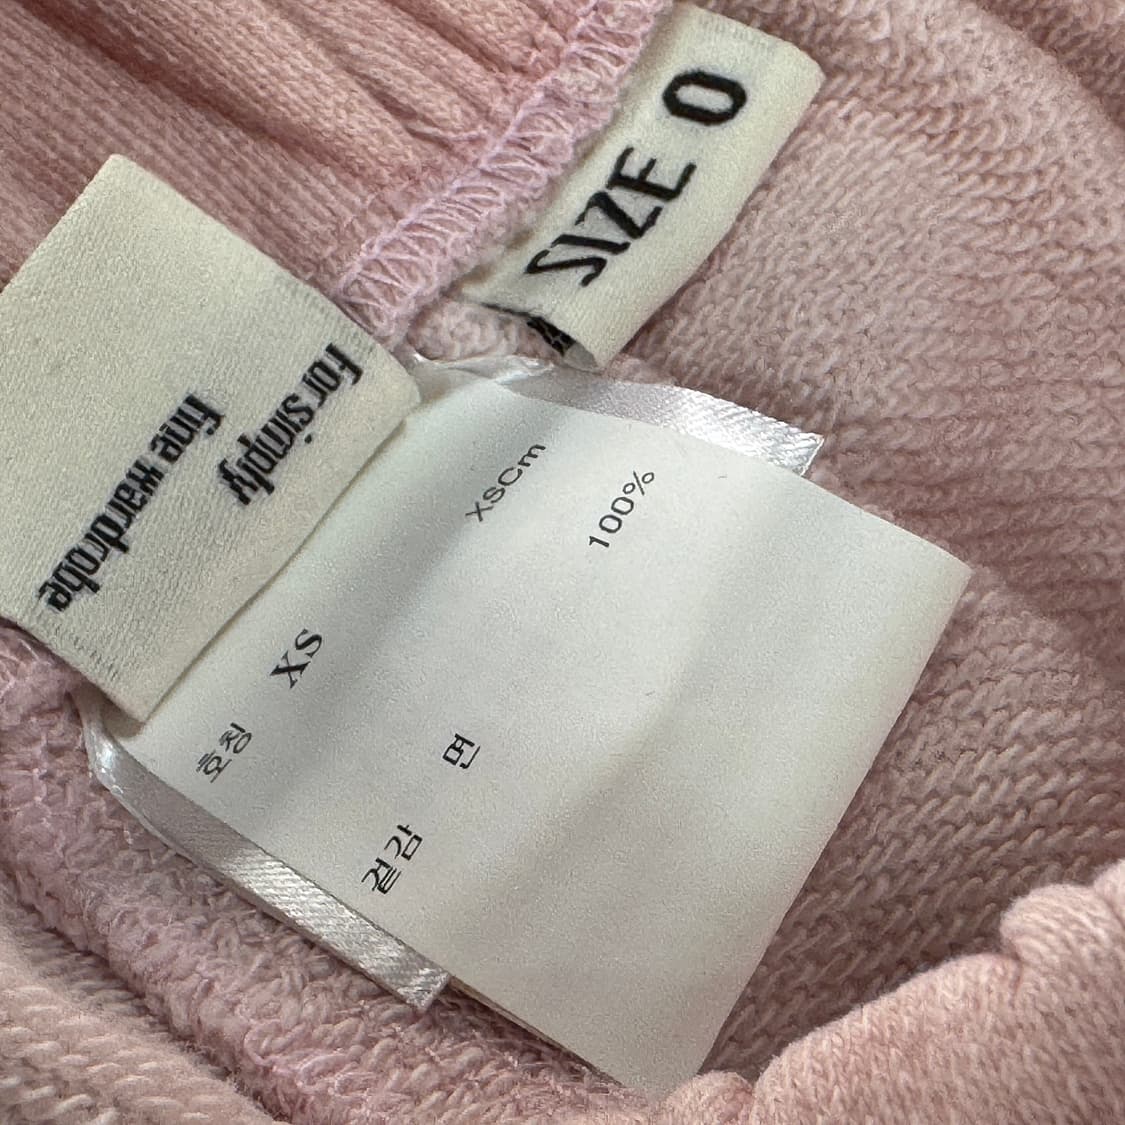 SIZE 0
For simply
fine wardrobe
호칭 XS XSCm
겉감 면 100%